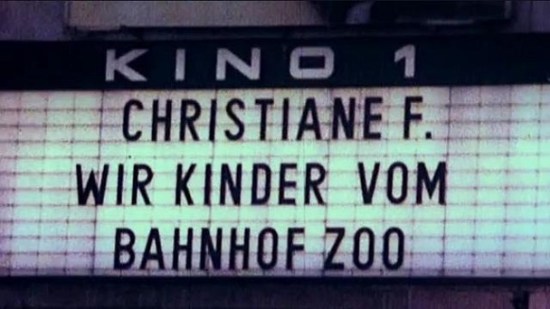 KINO 1
CHRISTIANE F.
WIR KINDER VOM
BAHNHOF ZOO